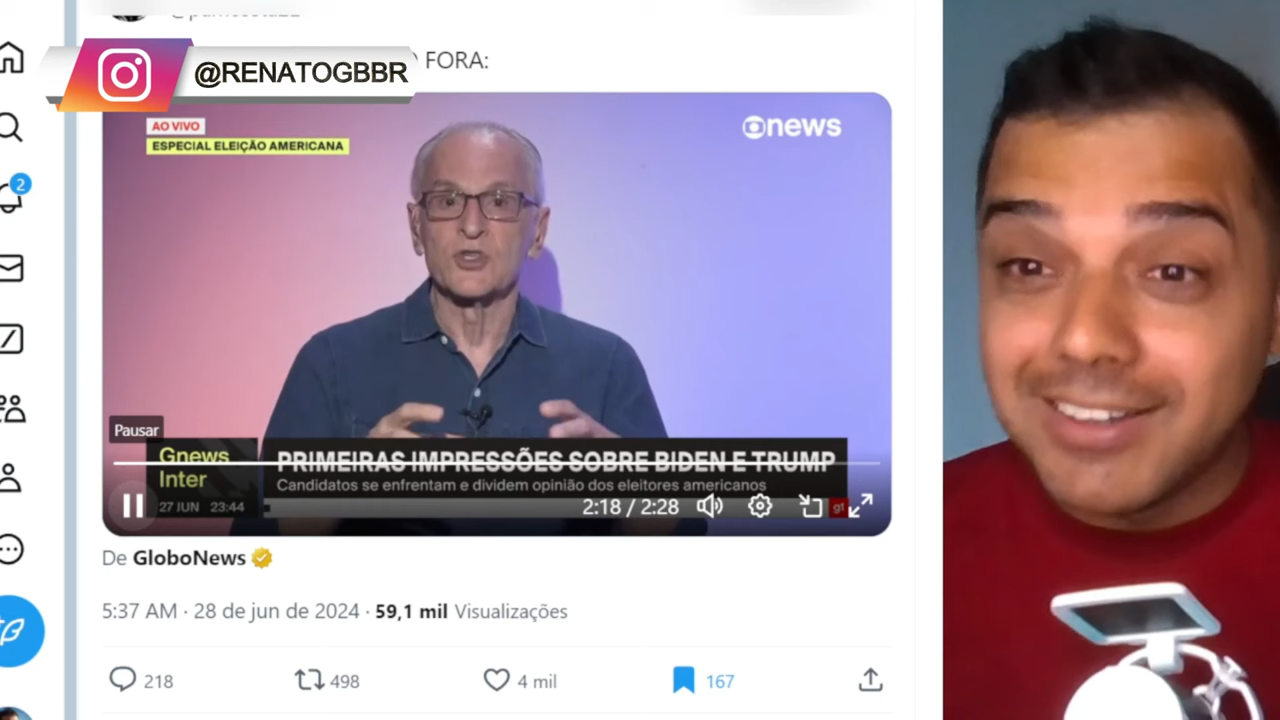 @RENATOGBBR
FORA:
AO VIVO
ESPECIAL ELEIÇÃO AMERICANA
news
2
Pausar
Gnews
Inter
27 JUN 23:44
PRIMEIRAS IMPRESSÕES SOBRE BIDEN E TRUMP
Candidatos se enfrentam e dividem opinião dos eleitores americanos
2:18 / 2:28
g1
De GloboNews
5:37 AM · 28 de jun de 2024 · 59,1 mil Visualizações
218
498
4 mil
167